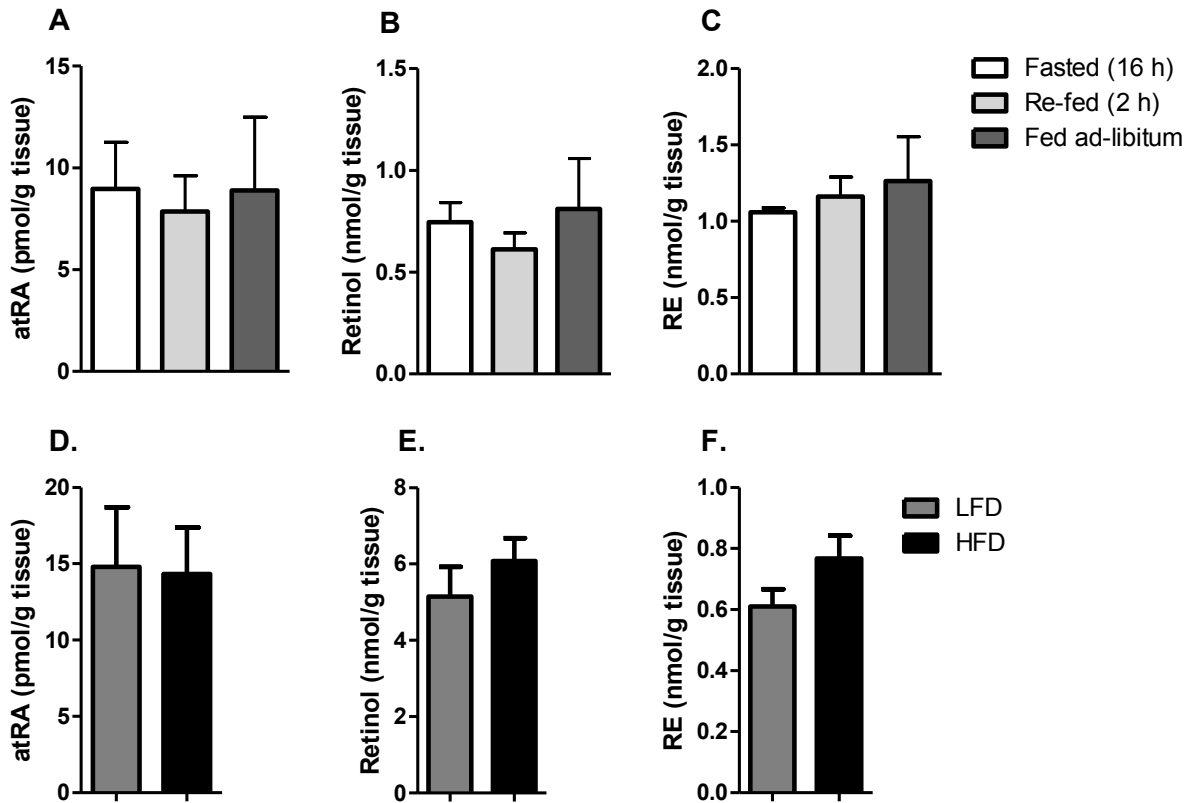 A
B
C
15
10
5
0
atRA (pmol/g tissue)
1.5
1.0
0.5
0.0
Retinol (nmol/g tissue)
2.0
1.5
1.0
0.5
0.0
RE (nmol/g tissue)
Fasted (16 h)
Re-fed (2 h)
Fed ad-libitum
D.
E.
F.
20
15
10
5
0
atRA (pmol/g tissue)
8
6
4
2
0
Retinol (nmol/g tissue)
1.0
0.8
0.6
0.4
0.2
0.0
RE (nmol/g tissue)
LFD
HFD